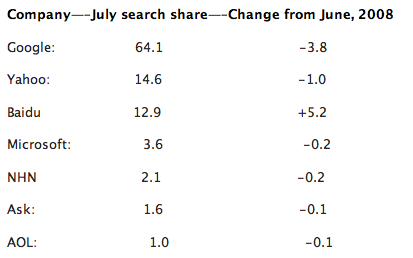 Company—–July search share—–Change from June, 2008
Google: 64.1 -3.8
Yahoo: 14.6 -1.0
Baidu 12.9 +5.2
Microsoft: 3.6 -0.2
NHN 2.1 -0.2
Ask: 1.6 -0.1
AOL: 1.0 -0.1